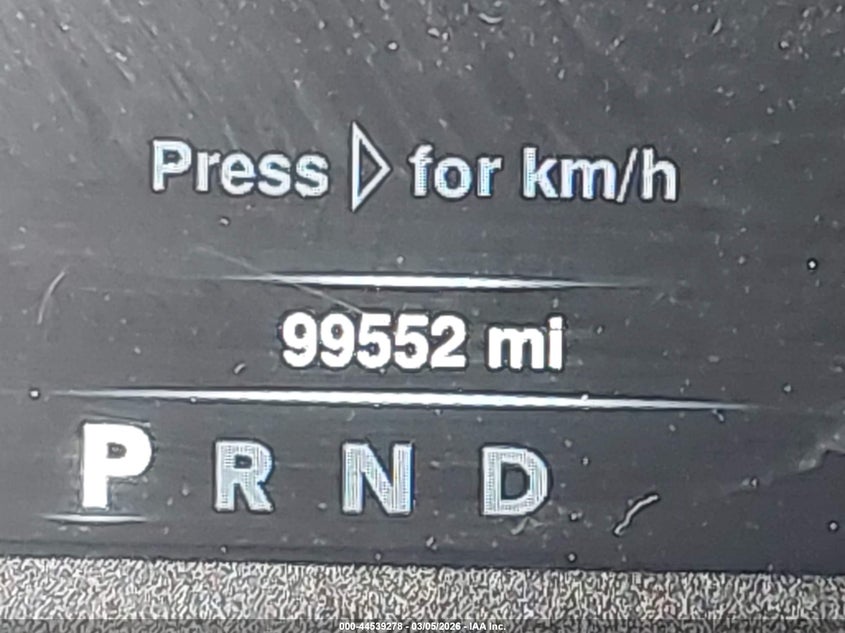 Press ▷ for km/h
99552 mi
P R N D
000-44539278 - 03/05/2026 - IAA Inc.